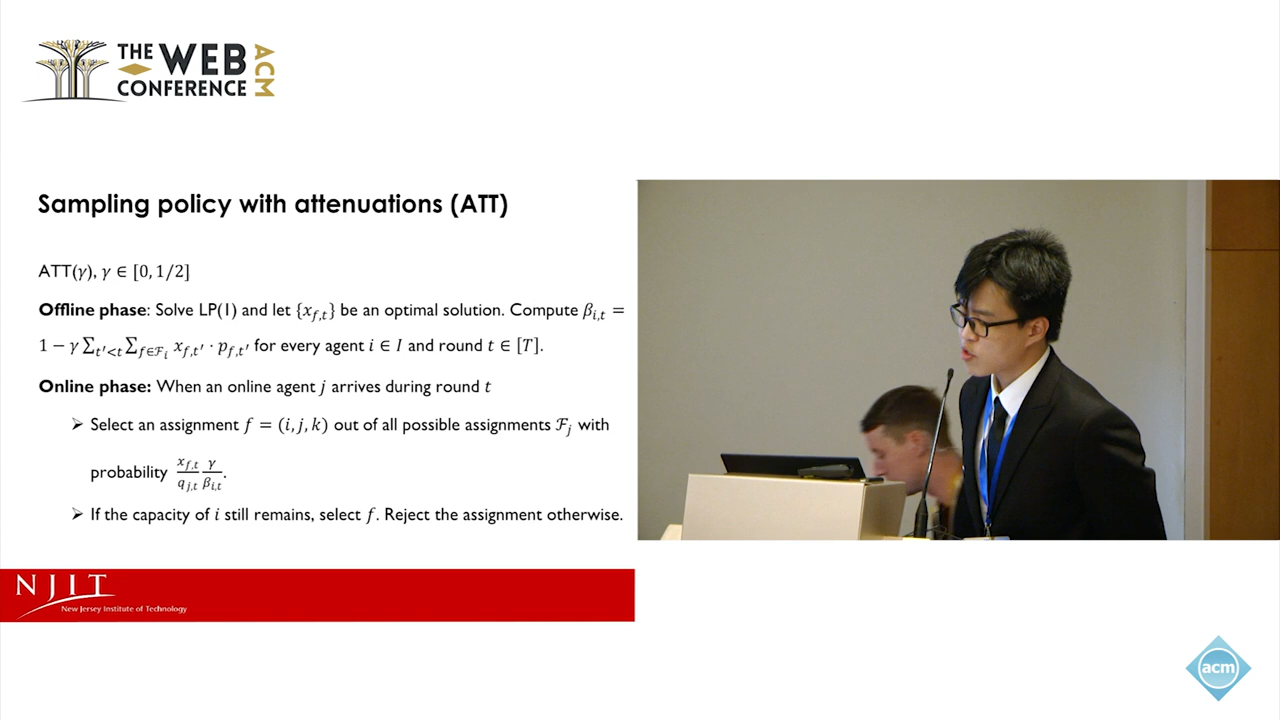 THE WEB
CONFERENCE
ACM
Sampling policy with attenuations (ATT)
ATT(γ), γ ∈ [0, 1/2]
Offline phase: Solve LP(1) and let {x_{f,t}} be an optimal solution. Compute β_{i,t} =
1 − γ ∑_{t′<t} ∑_{f∈ℱ_i} x_{f,t′} · p_{f,t′} for every agent i ∈ I and round t ∈ [T].
Online phase: When an online agent j arrives during round t
➢ Select an assignment f = (i, j, k) out of all possible assignments ℱ_j with
probability x_{f,t}/q_{j,t} γ/β_{i,t}.
➢ If the capacity of i still remains, select f. Reject the assignment otherwise.
NJIT
New Jersey Institute of Technology
acm